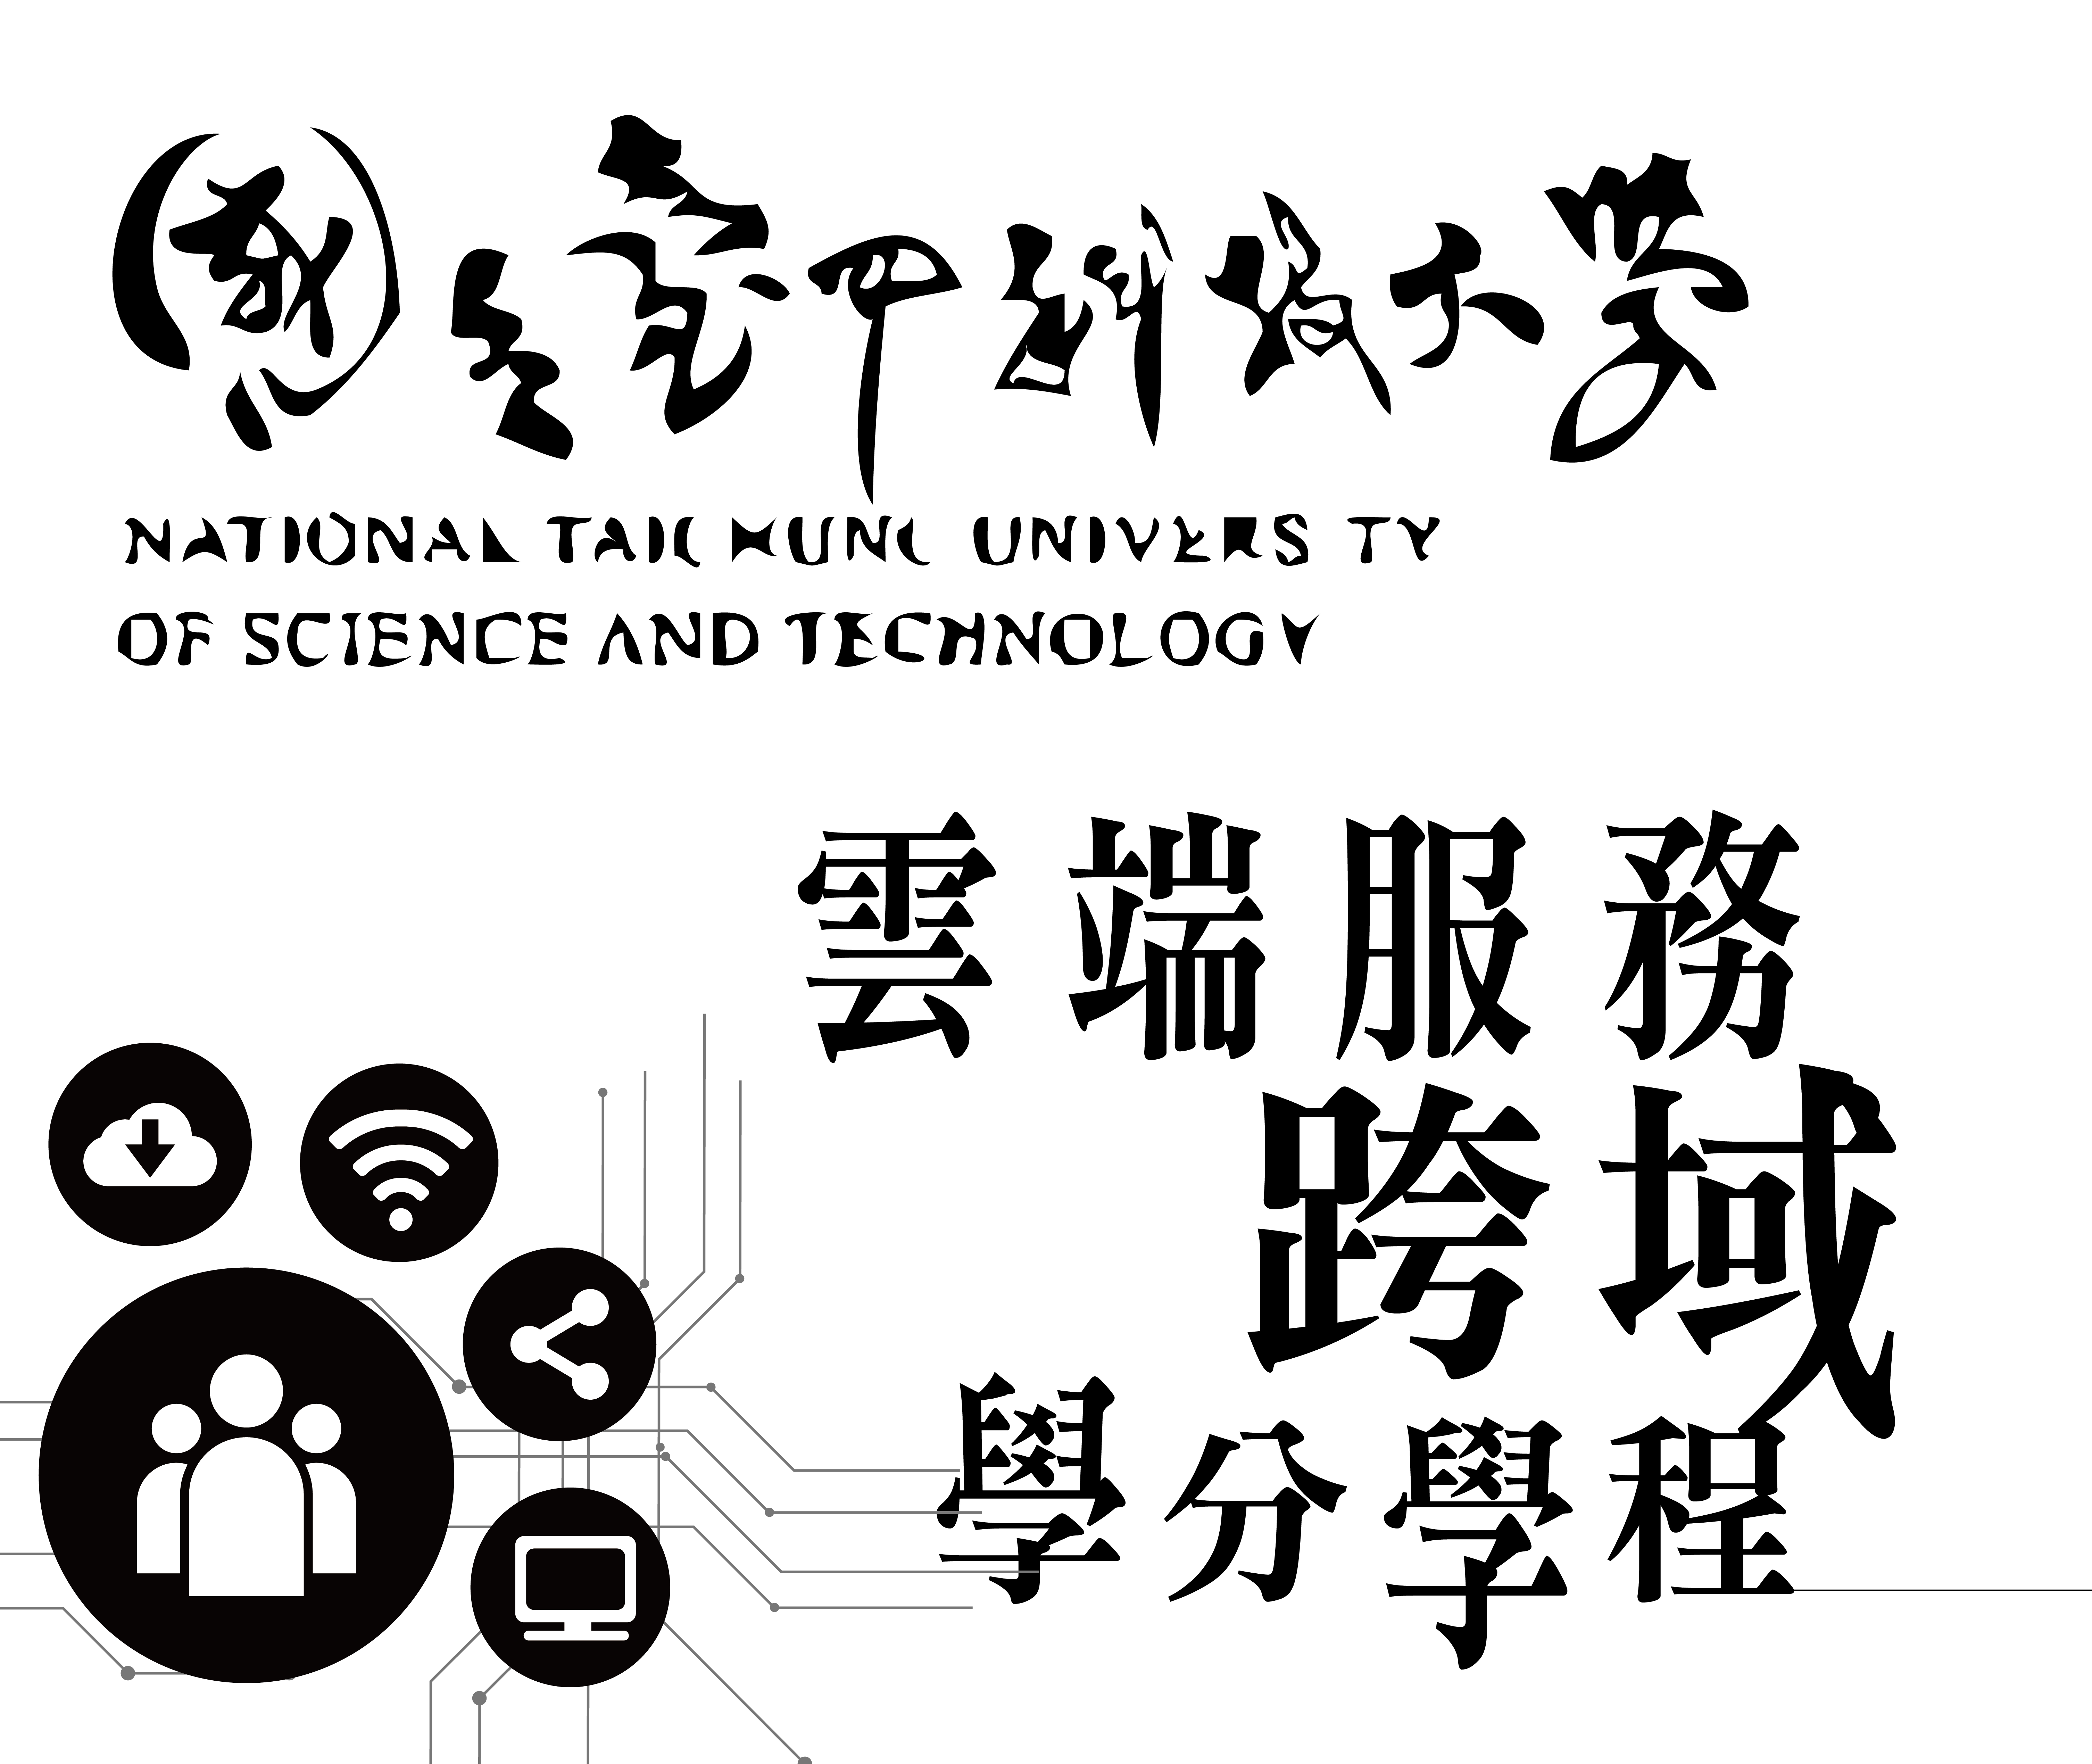 國立臺中科技大學
NATIONAL TAICHUNG UNIVERSITY
OF SCIENCE AND TECHNOLOGY
雲端服務
跨域
學分學程